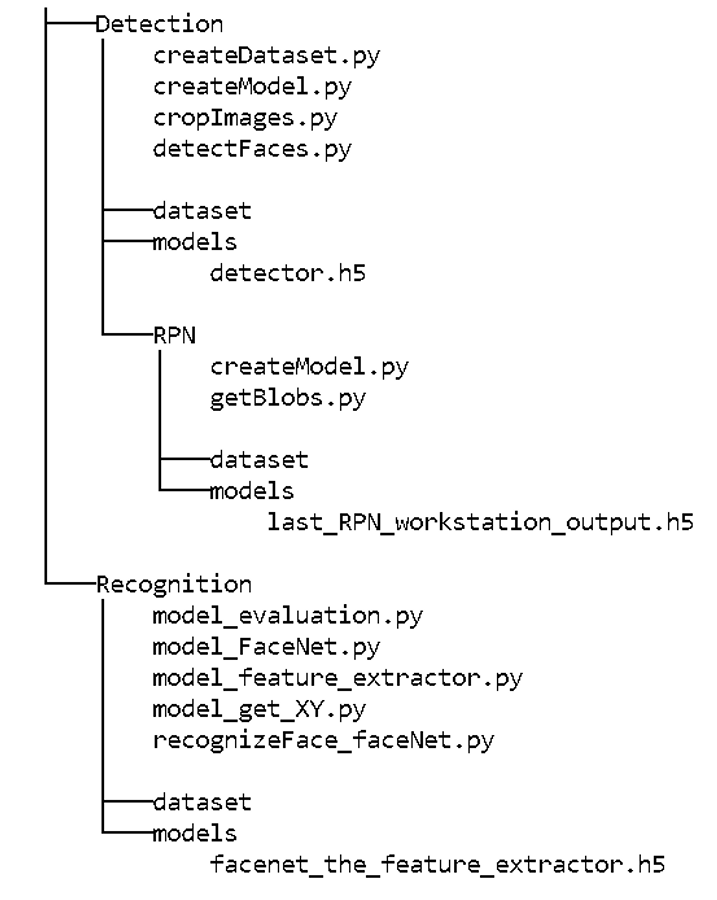 Detection
createDataset.py
createModel.py
cropImages.py
detectFaces.py
dataset
models
detector.h5
RPN
createModel.py
getBlobs.py
dataset
models
last_RPN_workstation_output.h5
Recognition
model_evaluation.py
model_FaceNet.py
model_feature_extractor.py
model_get_XY.py
recognizeFace_faceNet.py
dataset
models
facenet_the_feature_extractor.h5